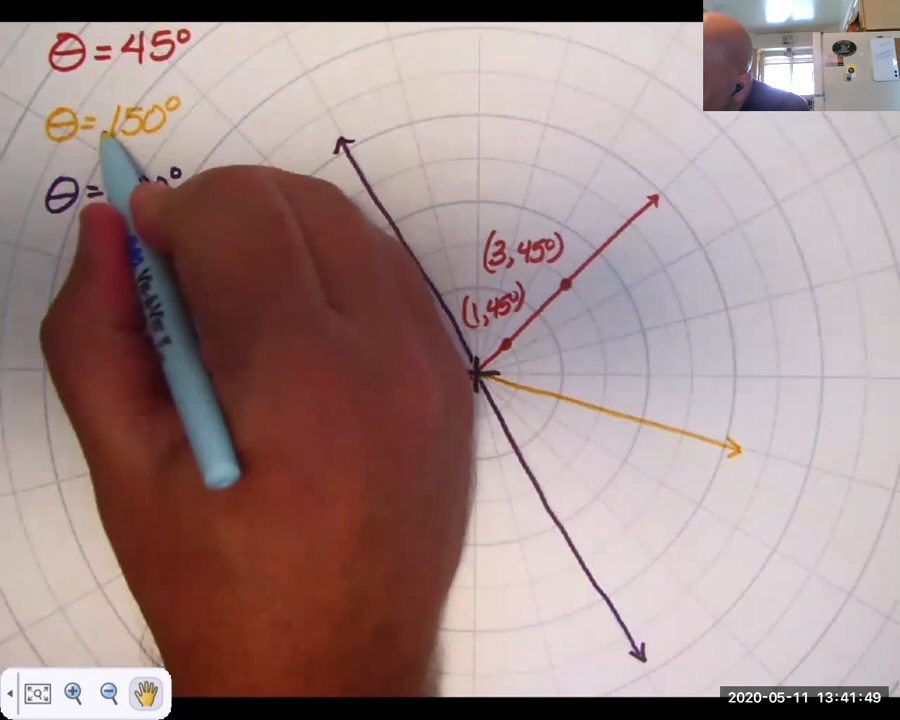 θ = 45°
θ = 150°
θ =
(3, 45°)
(1, 45°)
2020-05-11 13:41:49